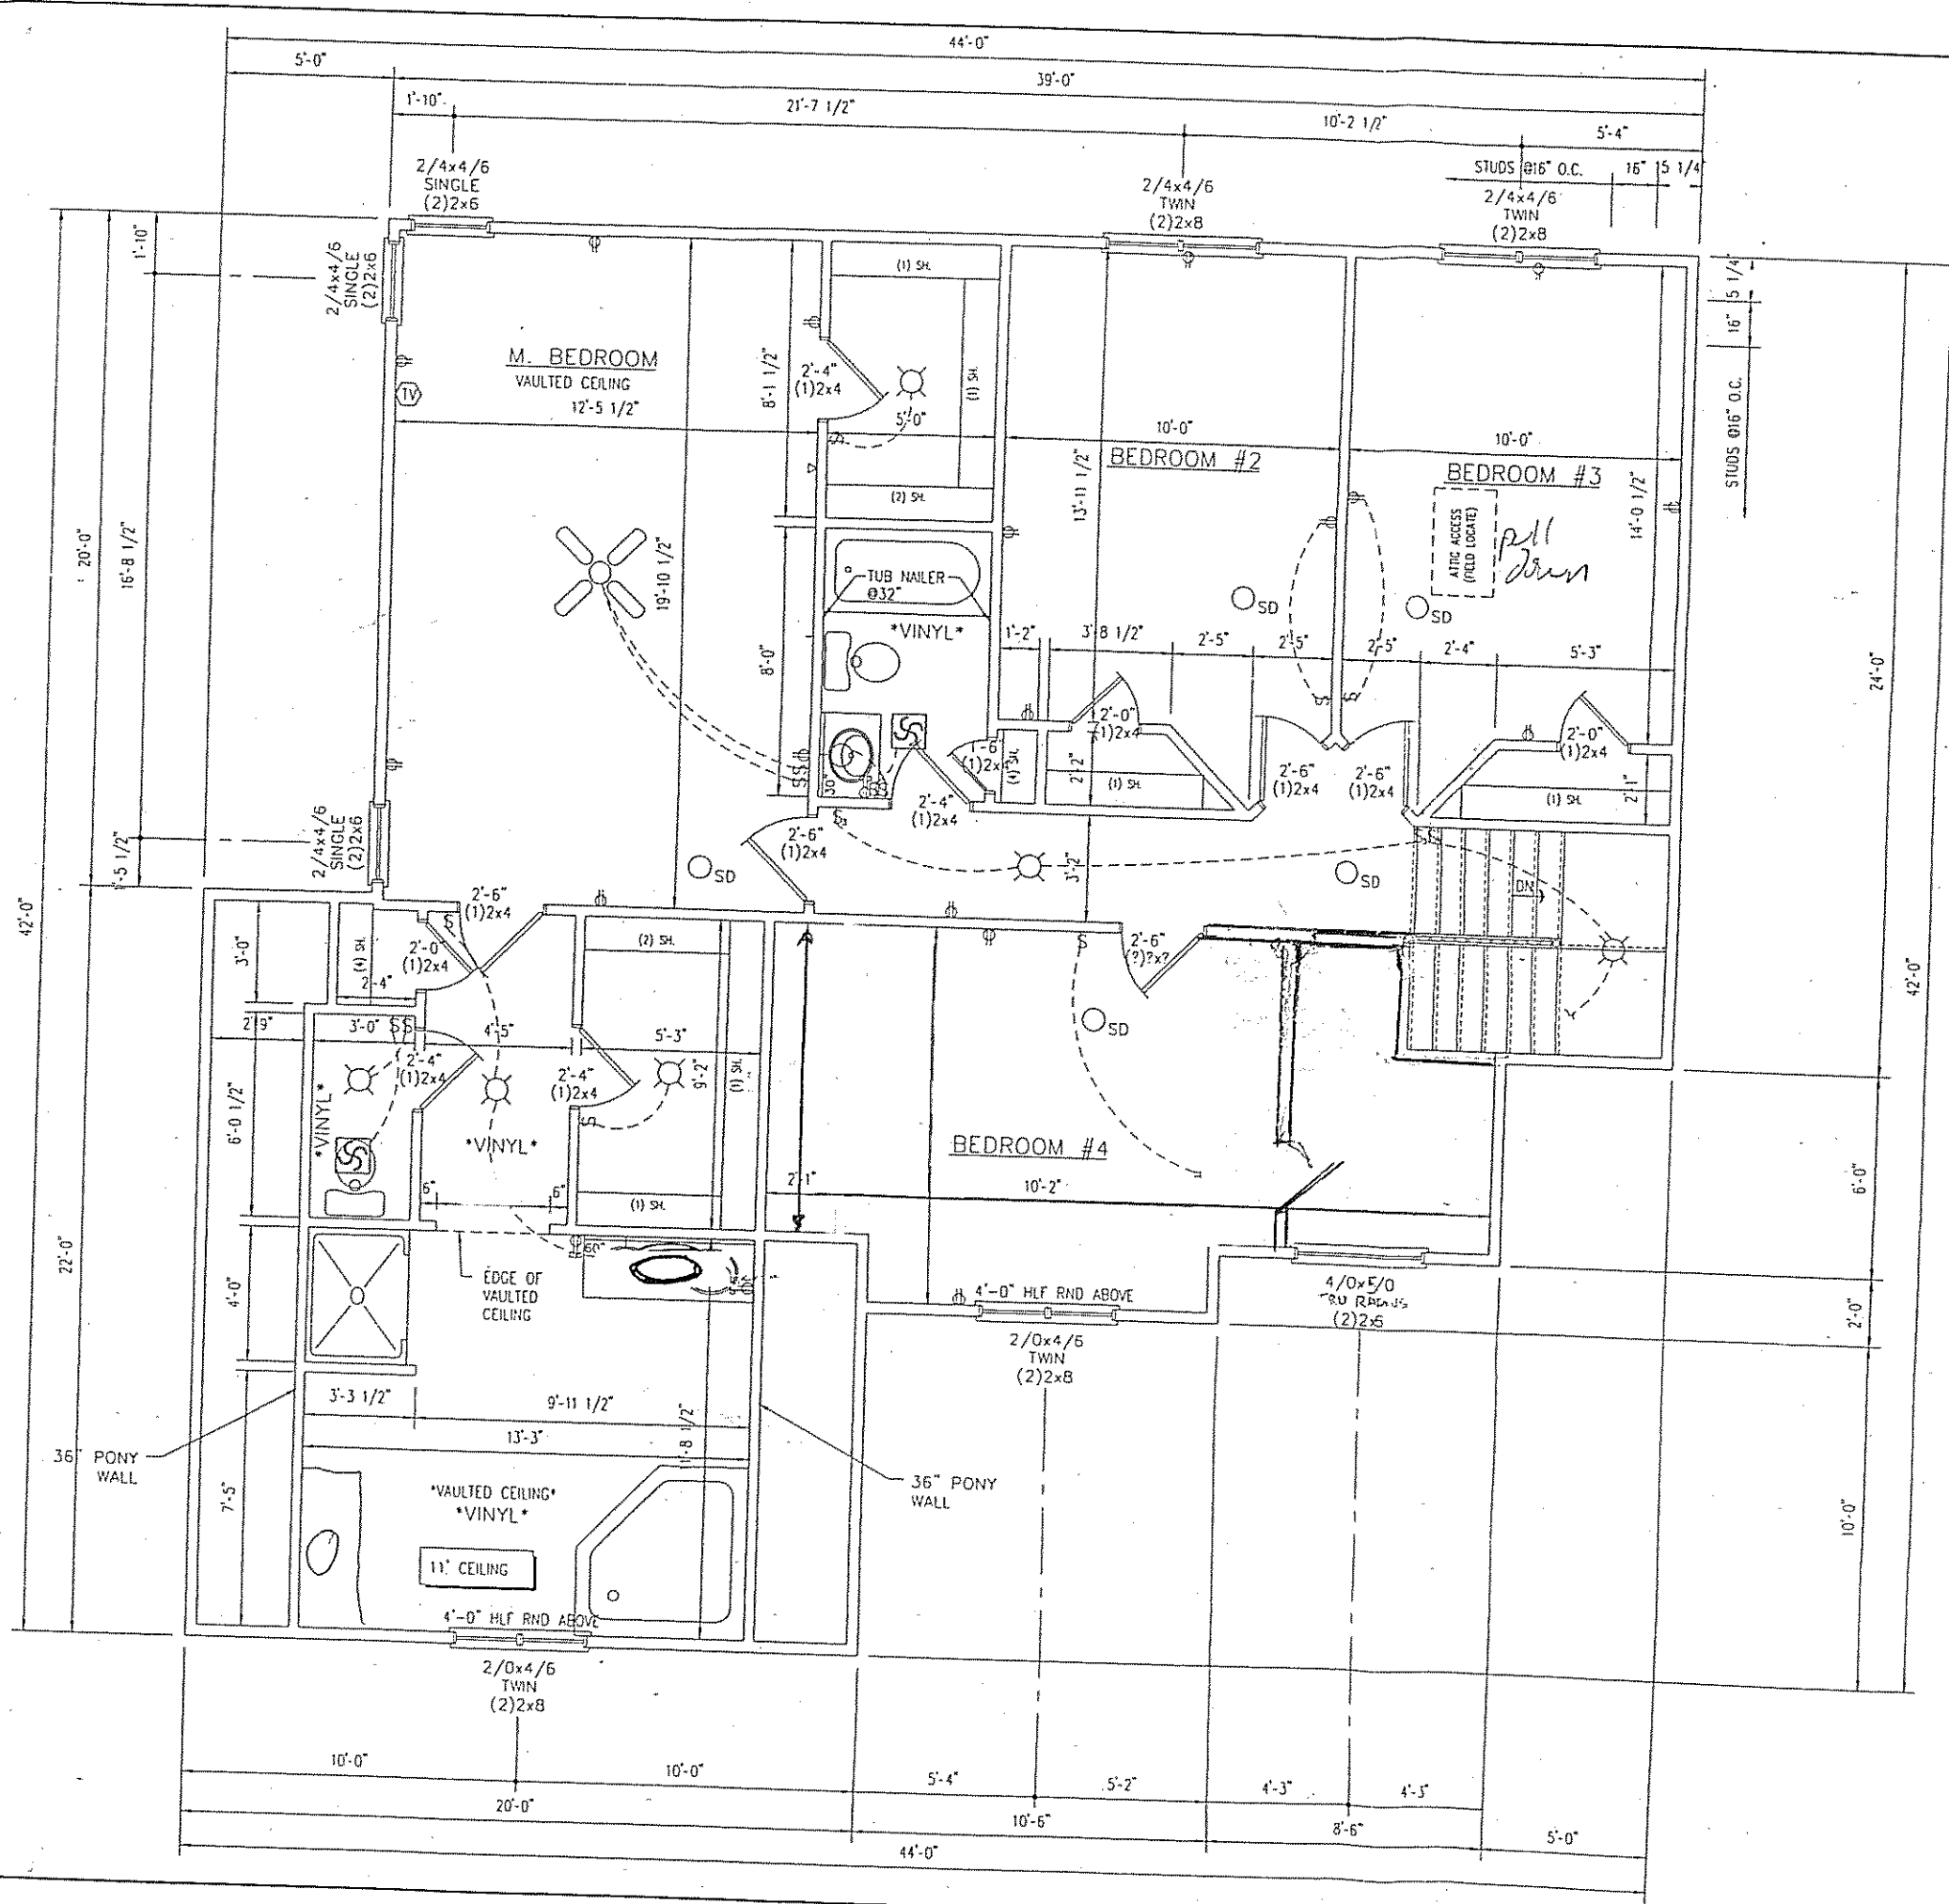 44'-0"
5'-0"
39'-0"
1'-10"
21'-7 1/2"
10'-2 1/2"
5'-4"
STUDS @16" O.C.
16"
5 1/4
2/4x4/6
SINGLE
(2)2x6
2/4x4/6
TWIN
(2)2x8
2/4x4/6
TWIN
(2)2x8
1'-10"
2/4x4/6
SINGLE
(2)2x6
5 1/4"
16"
STUDS @16" O.C.
(1) SH.
(1) SH.
(2) SH.
M. BEDROOM
VAULTED CEILING
12'-5 1/2"
TV
8'-1 1/2"
2'-4"
(1)2x4
5'-0"
10'-0"
BEDROOM #2
13'-11 1/2"
10'-0"
BEDROOM #3
14'-0 1/2"
ATTIC ACCESS
(FIELD LOCATE)
pull
down
20'-0"
16'-8 1/2"
19'-10 1/2"
TUB NAILER
@32"
*VINYL*
8'-0"
SD
SD
1'-2"
3'-8 1/2"
2'-5"
2'-5"
2'-5"
2'-4"
5'-3"
24'-0"
2'-0"
(1)2x4
2'-0"
(1)2x4
30"
(1)2x4
(4) SH.
2'-2"
(1) SH.
2'-6"
(1)2x4
2'-6"
(1)2x4
(1) SH.
2'-1"
2'-4"
(1)2x4
2/4x4/6
SINGLE
(2)2x6
2'-6"
(1)2x4
SD
3'-2"
SD
DN
42'-0"
2'-6"
(1)2x4
3'-0"
(4) SH.
2'-0"
(1)2x4
2'-4"
(2) SH.
2'-6"
SD
42'-0"
2'-9"
3'-0"
4'-5"
5'-3"
2'-4"
(1)2x4
2'-4"
(1)2x4
9'-2"
(1) SH.
6'-0 1/2"
*VINYL*
*VINYL*
BEDROOM #4
10'-2"
2'-1"
6'-0"
6"
6"
(1) SH.
60"
22'-0"
4'-0"
EDGE OF
VAULTED
CEILING
4'-0" HLF RND ABOVE
2/0x4/6
TWIN
(2)2x8
4/0x5/0
(2)2x6
2'-0"
3'-3 1/2"
9'-11 1/2"
13'-3"
36" PONY
WALL
36" PONY
WALL
7'-5"
*VAULTED CEILING*
*VINYL*
11' CEILING
10'-0"
4'-0" HLF RND ABOVE
2/0x4/6
TWIN
(2)2x8
10'-0"
10'-0"
5'-4"
5'-2"
4'-3"
20'-0"
10'-6"
8'-6"
5'-0"
44'-0"